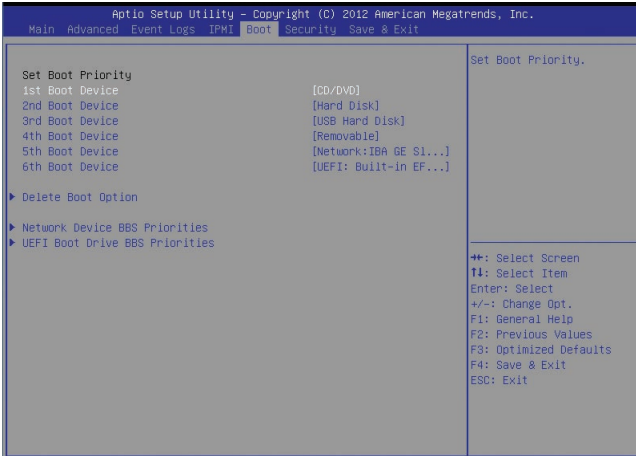 Aptio Setup Utility - Copyright (C) 2012 American Megatrends, Inc.
Main Advanced Event Logs IPMI Boot Security Save & Exit
Set Boot Priority
1st Boot Device [CD/DVD]
2nd Boot Device [Hard Disk]
3rd Boot Device [USB Hard Disk]
4th Boot Device [Removable]
5th Boot Device [Network:IBA GE Sl...]
6th Boot Device [UEFI: Built-in EF...]
▶ Delete Boot Option
▶ Network Device BBS Priorities
▶ UEFI Boot Drive BBS Priorities
Set Boot Priority.
→←: Select Screen
↑↓: Select Item
Enter: Select
+/-: Change Opt.
F1: General Help
F2: Previous Values
F3: Optimized Defaults
F4: Save & Exit
ESC: Exit